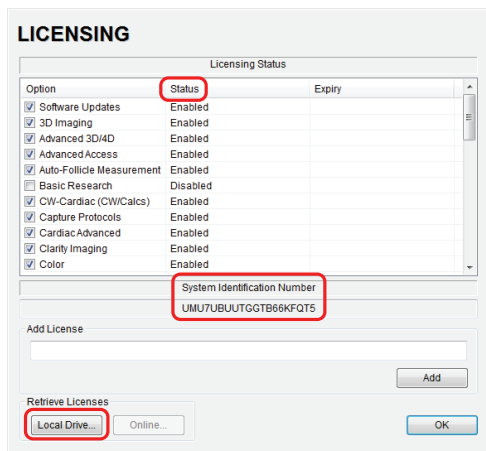 LICENSING
Licensing Status
Option Status Expiry
Software Updates Enabled
3D Imaging Enabled
Advanced 3D/4D Enabled
Advanced Access Enabled
Auto-Follicle Measurement Enabled
Basic Research Disabled
CW-Cardiac (CW/Calcs) Enabled
Capture Protocols Enabled
Cardiac Advanced Enabled
Clarity Imaging Enabled
Color Enabled
System Identification Number
UMU7UBUUTGGTB66KFQT5
Add License
Add
Retrieve Licenses
Local Drive... Online... OK